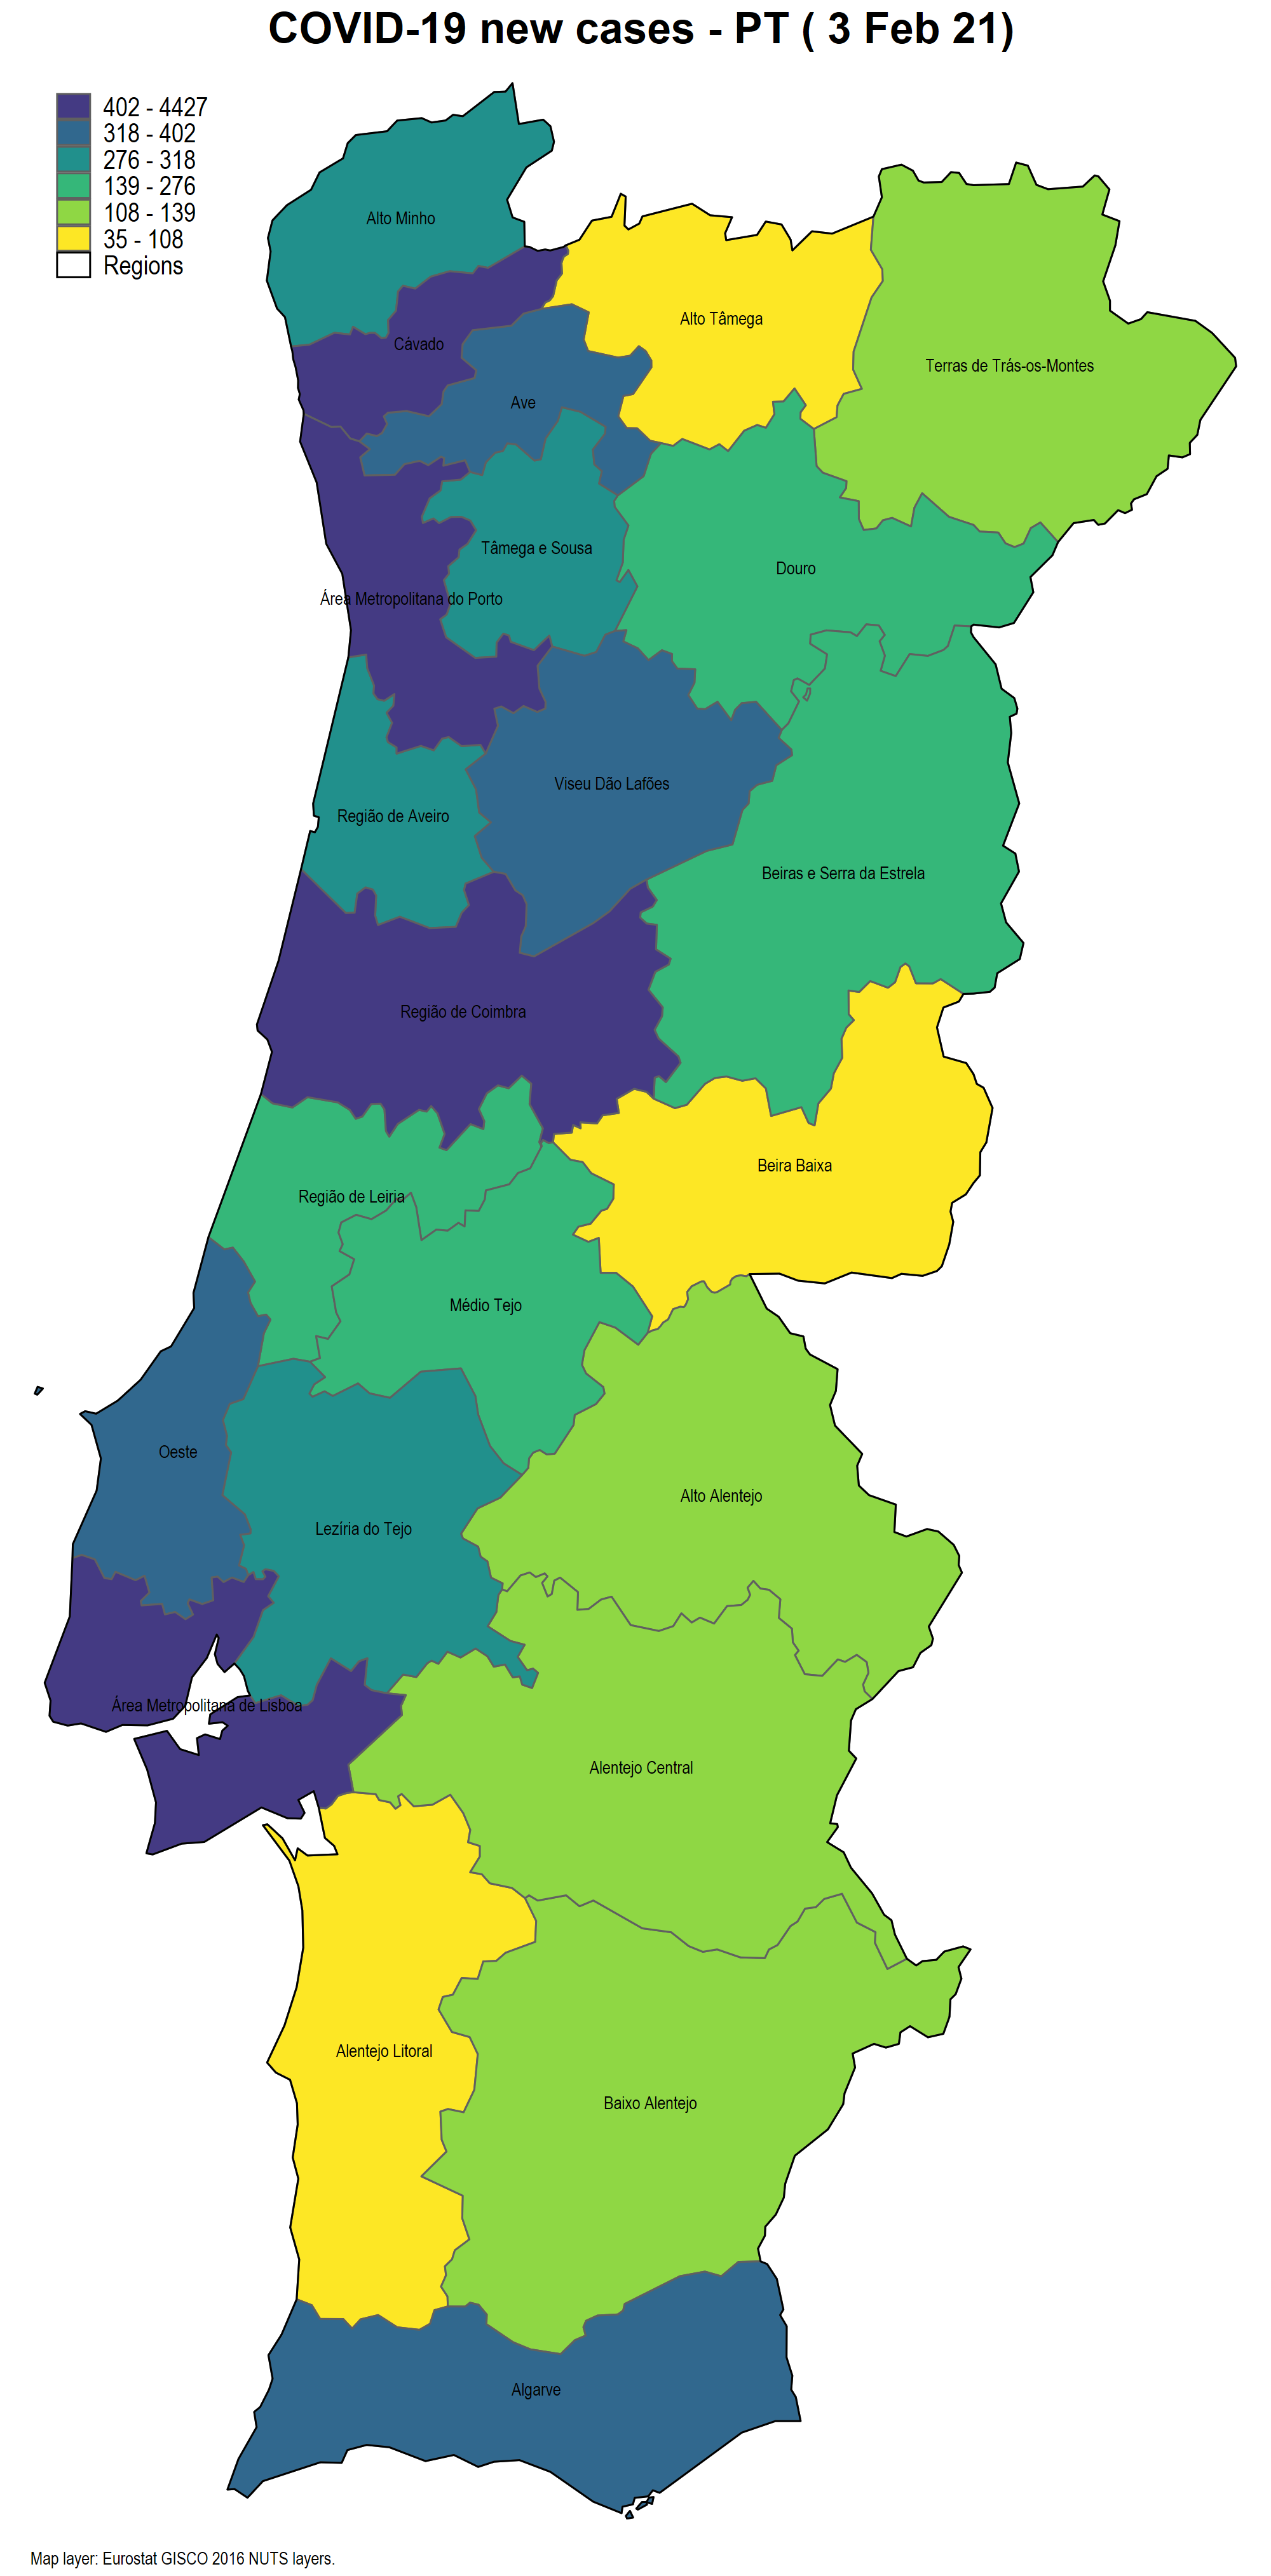 COVID-19 new cases - PT ( 3 Feb 21)
402 - 4427
318 - 402
276 - 318
139 - 276
108 - 139
35 - 108
Regions
Alto Minho
Alto Tâmega
Cávado
Terras de Trás-os-Montes
Ave
Tâmega e Sousa
Douro
Área Metropolitana do Porto
Viseu Dão Lafões
Região de Aveiro
Beiras e Serra da Estrela
Região de Coimbra
Beira Baixa
Região de Leiria
Médio Tejo
Oeste
Alto Alentejo
Lezíria do Tejo
Área Metropolitana de Lisboa
Alentejo Central
Alentejo Litoral
Baixo Alentejo
Algarve
Map layer: Eurostat GISCO 2016 NUTS layers.